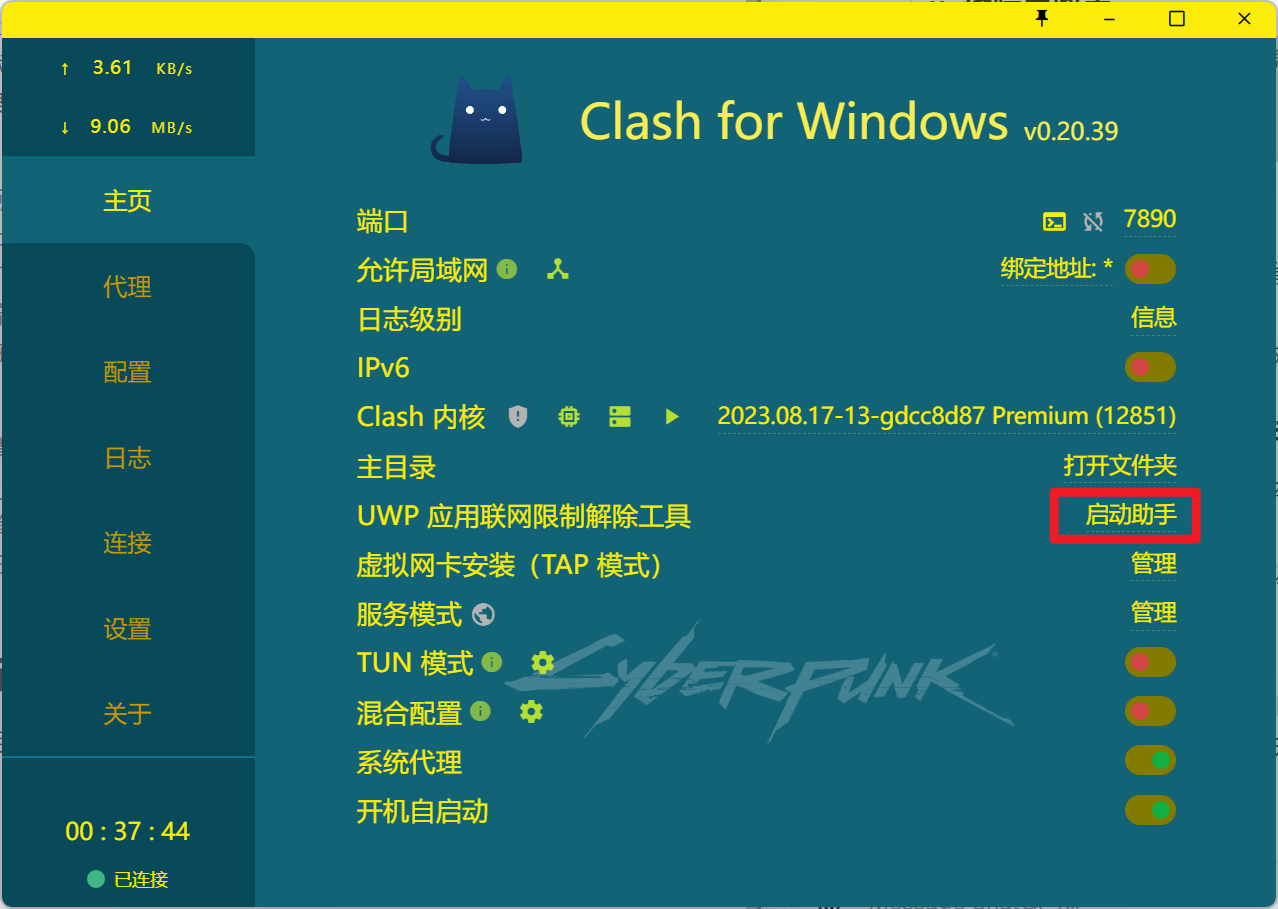 ↑ 3.61 KB/s
↓ 9.06 MB/s
主页
代理
配置
日志
连接
设置
关于
00 : 37 : 44
已连接
Clash for Windows v0.20.39
端口 7890
允许局域网 绑定地址: *
日志级别 信息
IPv6
Clash 内核 2023.08.17-13-gdcc8d87 Premium (12851)
主目录 打开文件夹
UWP 应用联网限制解除工具 启动助手
虚拟网卡安装（TAP 模式） 管理
服务模式 管理
TUN 模式
混合配置
系统代理
开机自启动
CYBERPUNK